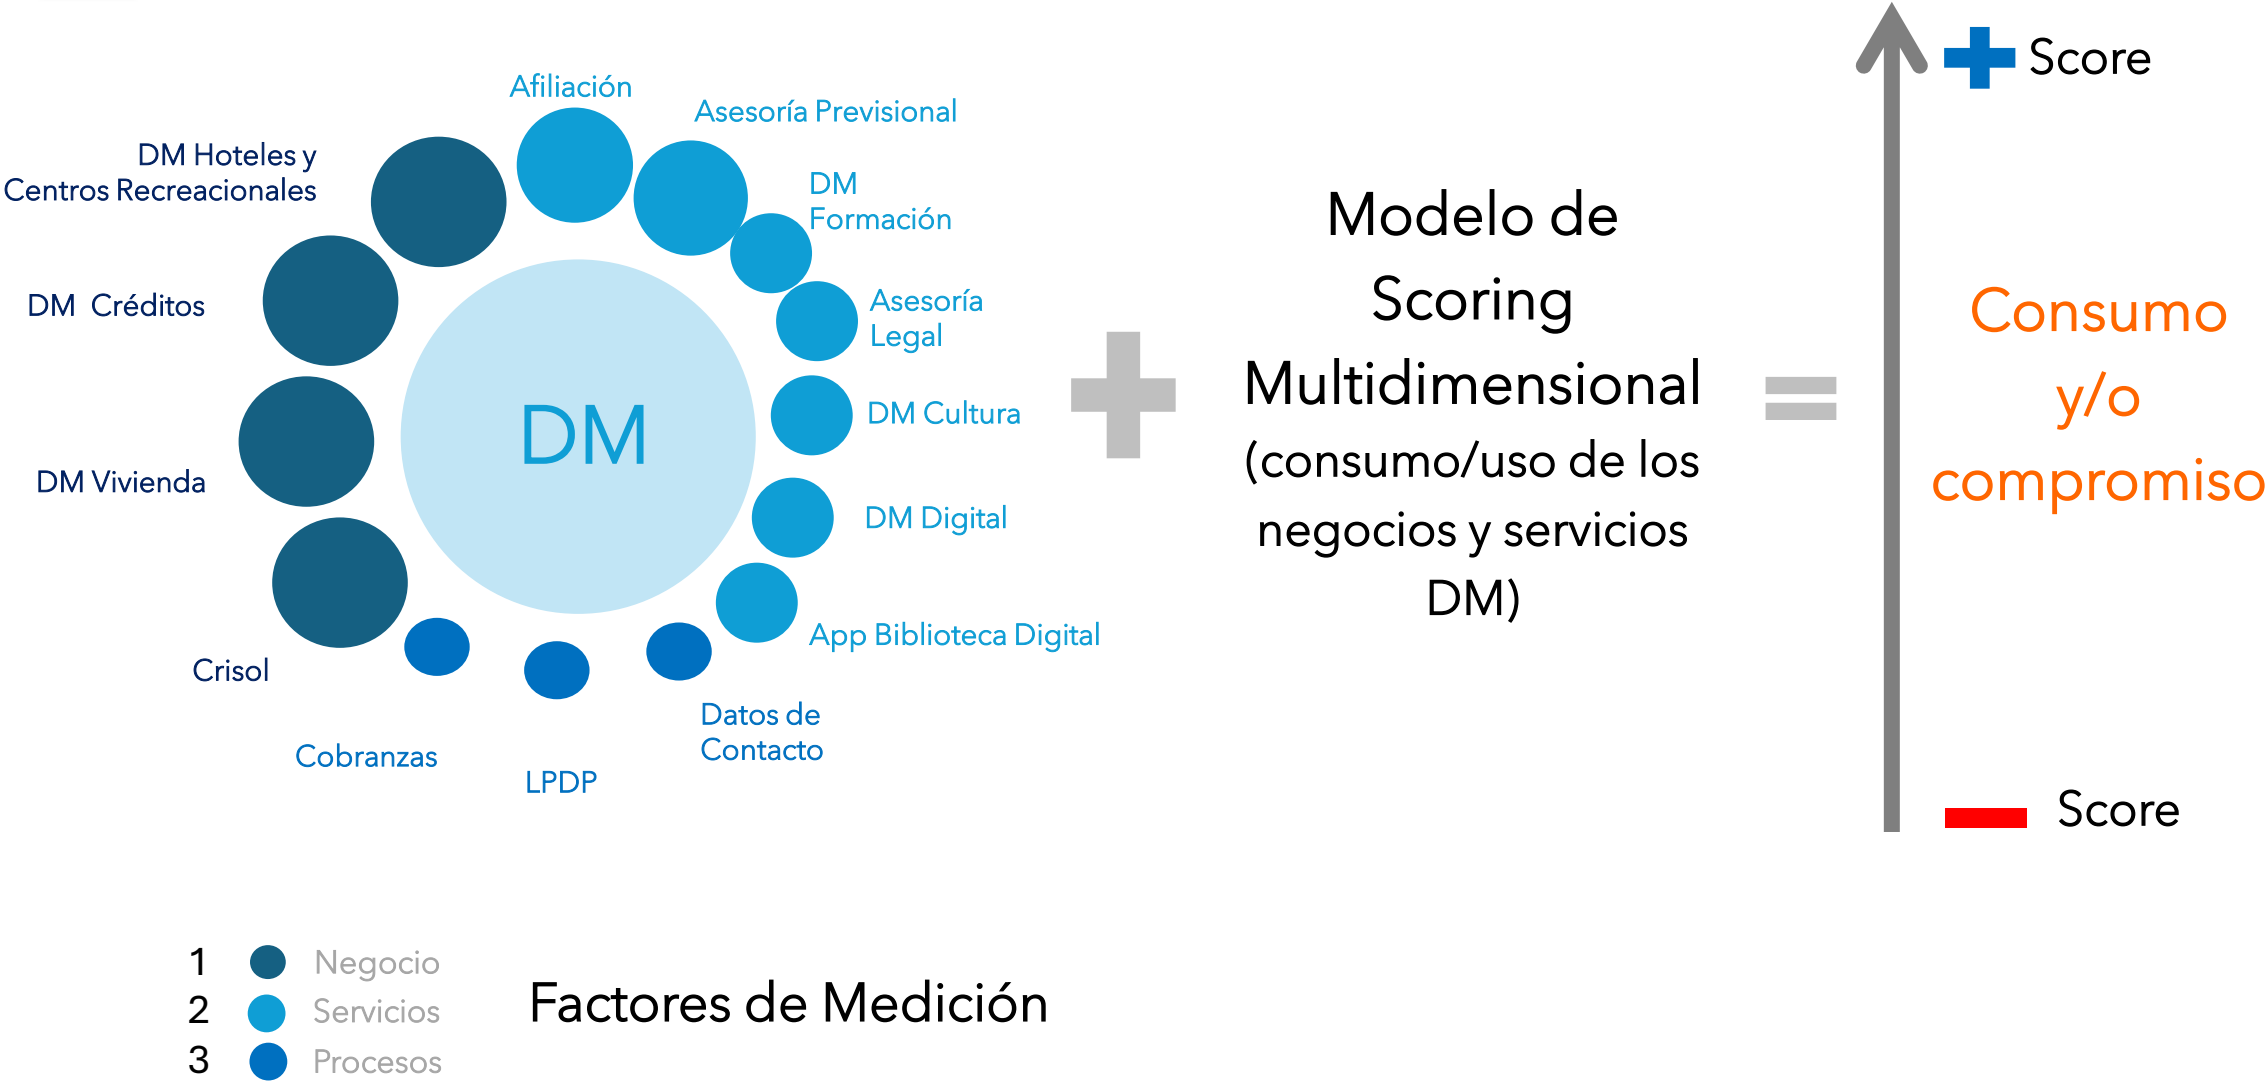 Afiliación
Asesoría Previsional
DM Hoteles y
Centros Recreacionales
DM
Formación
DM Créditos
Asesoría
Legal
DM
DM Cultura
DM Vivienda
DM Digital
App Biblioteca Digital
Crisol
Datos de
Contacto
Cobranzas
LPDP
Modelo de
Scoring
Multidimensional
(consumo/uso de los
negocios y servicios
DM)
Score
Consumo
y/o
compromiso
Score
1 Negocio
2 Servicios
3 Procesos
Factores de Medición